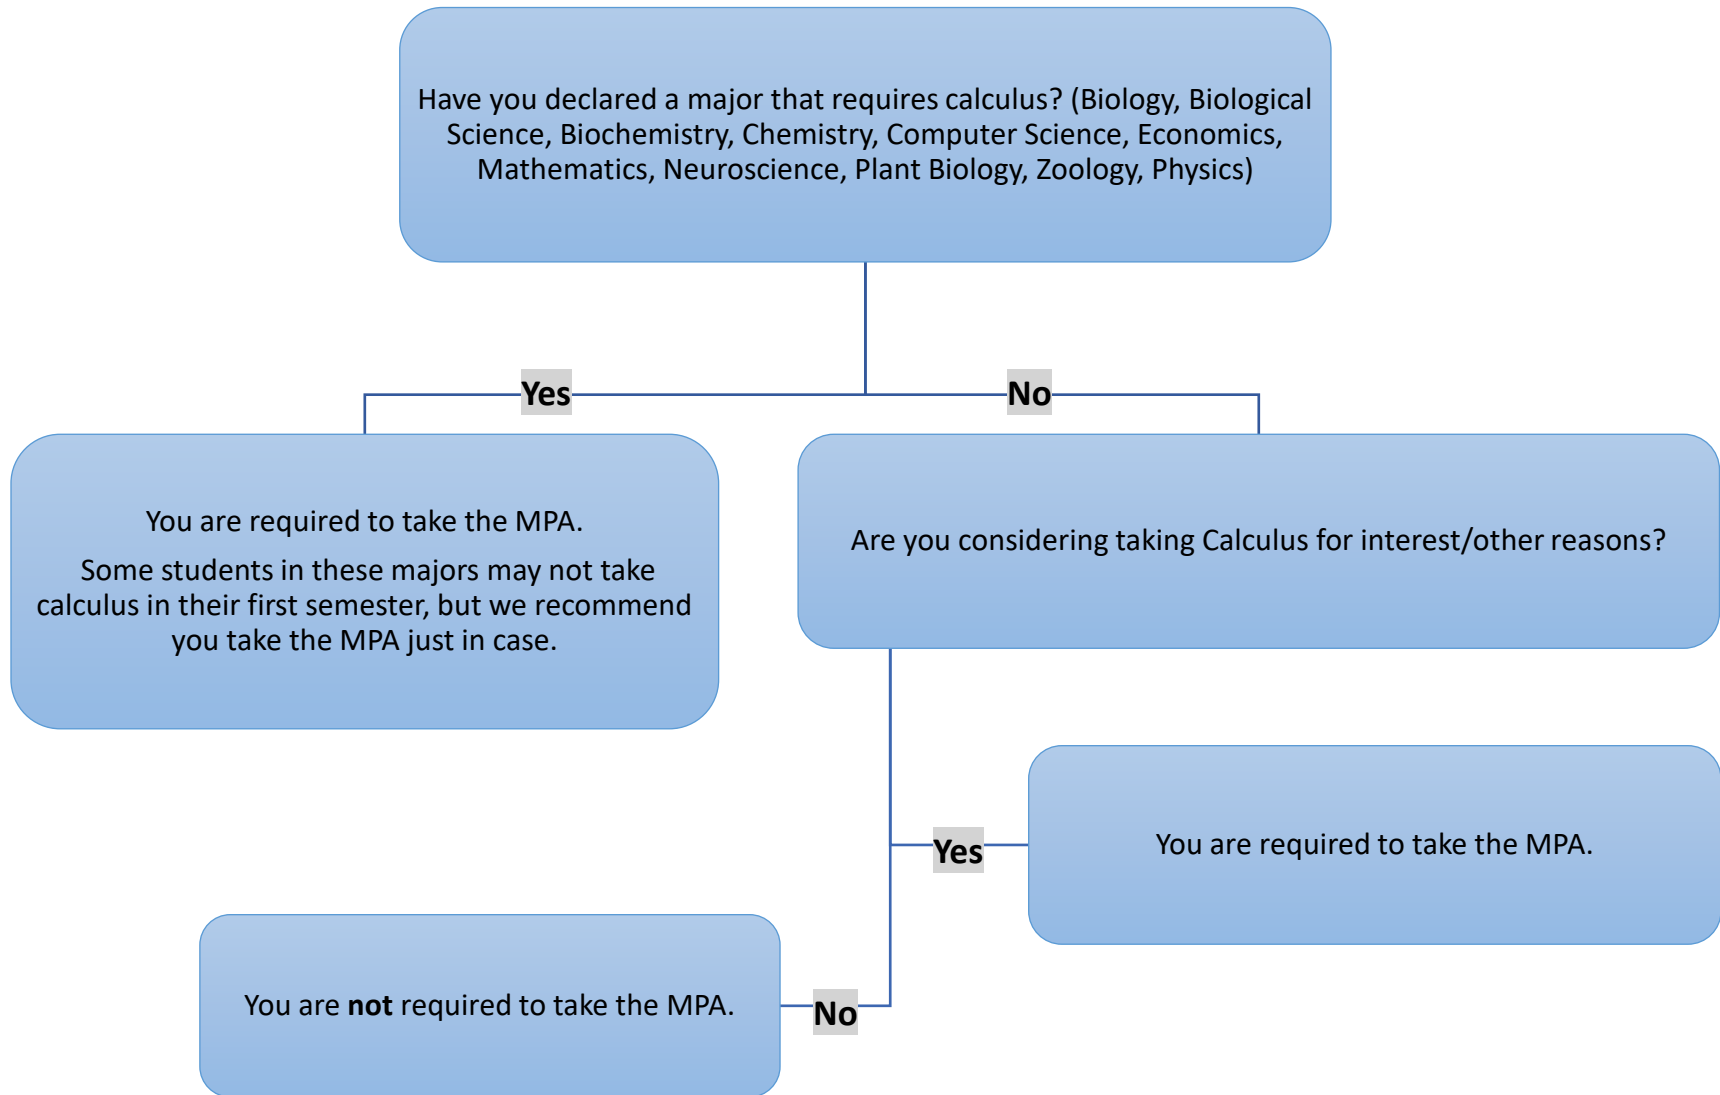 Have you declared a major that requires calculus? (Biology, Biological
Science, Biochemistry, Chemistry, Computer Science, Economics,
Mathematics, Neuroscience, Plant Biology, Zoology, Physics)
Yes
No
You are required to take the MPA.
Some students in these majors may not take
calculus in their first semester, but we recommend
you take the MPA just in case.
Are you considering taking Calculus for interest/other reasons?
Yes
You are required to take the MPA.
No
You are not required to take the MPA.